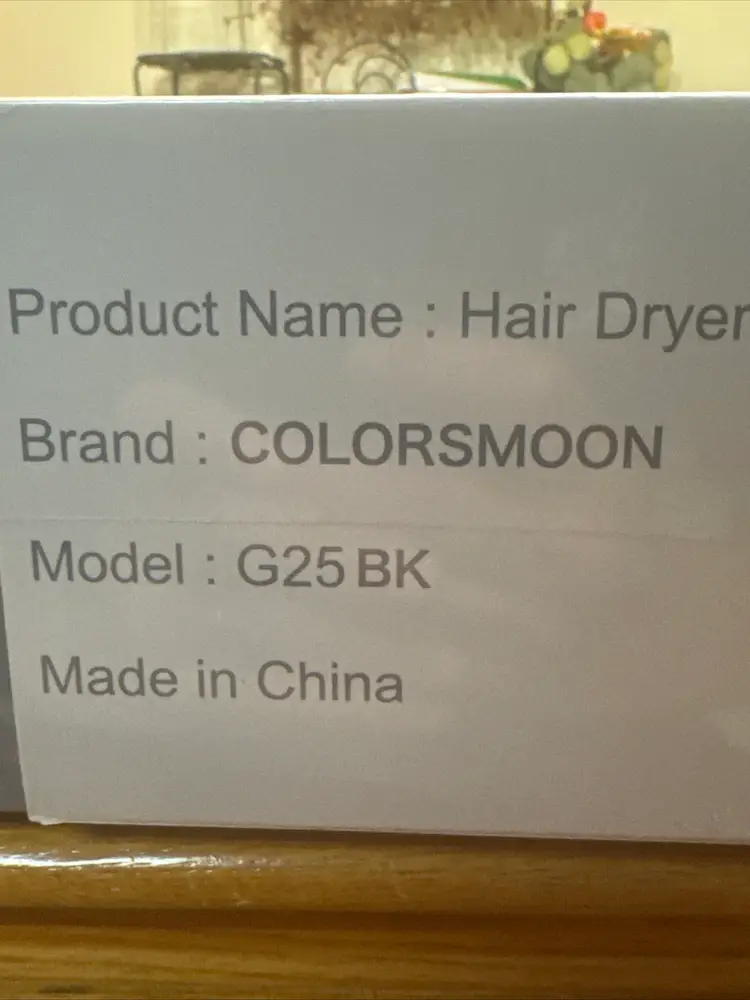 Product Name : Hair Dryer
Brand : COLORSMOON
Model : G25 BK
Made in China